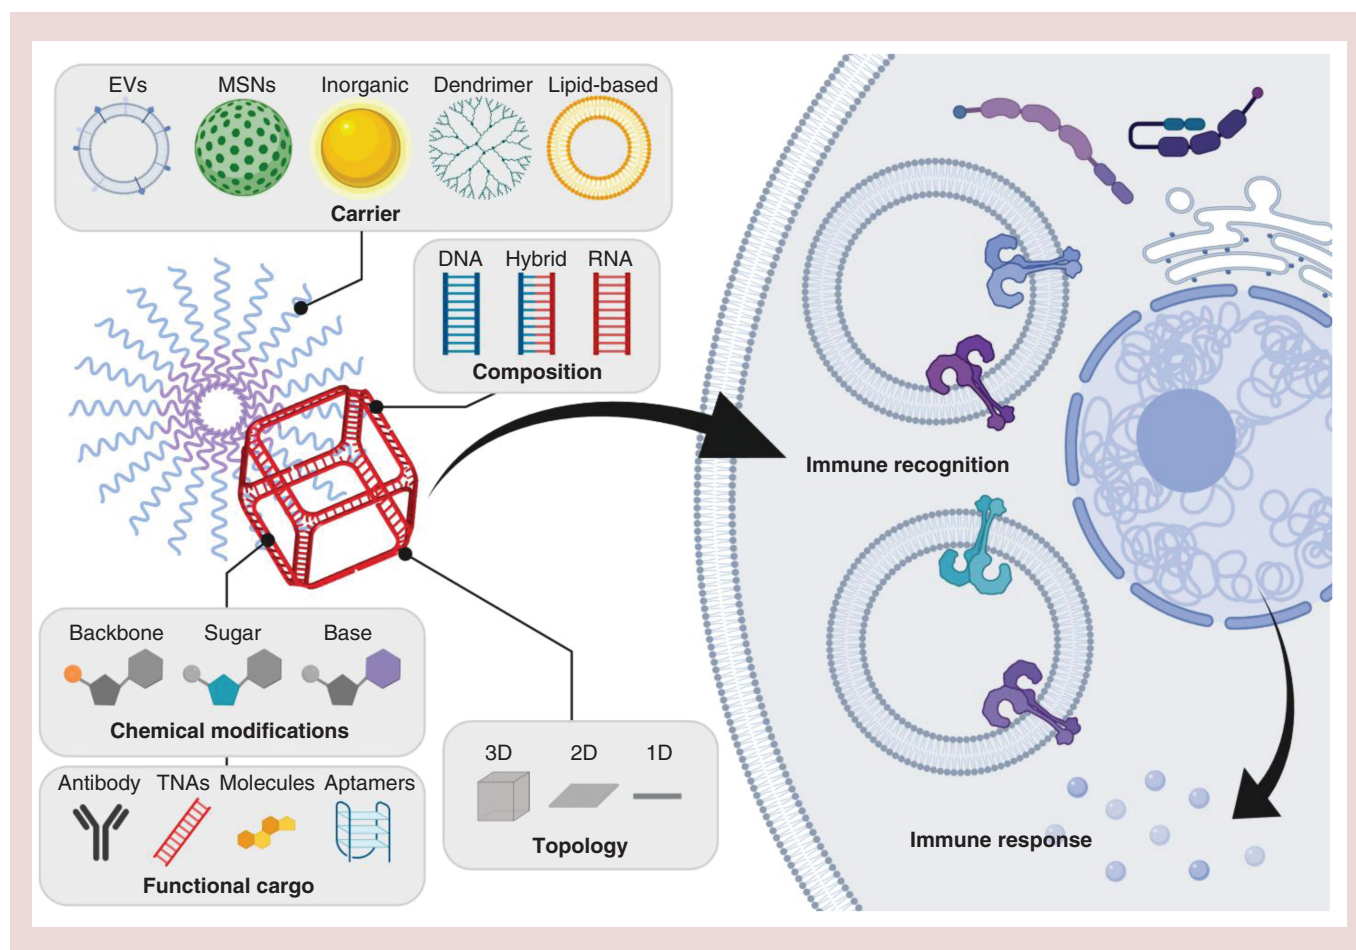 EVs MSNs Inorganic Dendrimer Lipid-based
Carrier
DNA Hybrid RNA
Composition
Immune recognition
Backbone Sugar Base
Chemical modifications
3D 2D 1D
Topology
Antibody TNAs Molecules Aptamers
Functional cargo
Immune response